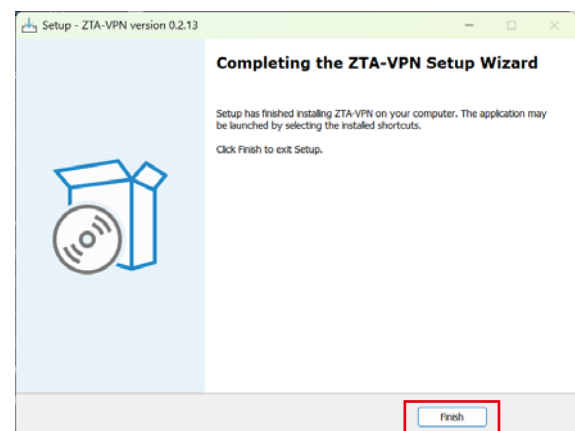 Setup - ZTA-VPN version 0.2.13
Completing the ZTA-VPN Setup Wizard
Setup has finished installing ZTA-VPN on your computer. The application may
be launched by selecting the installed shortcuts.
Click Finish to exit Setup.
Finish